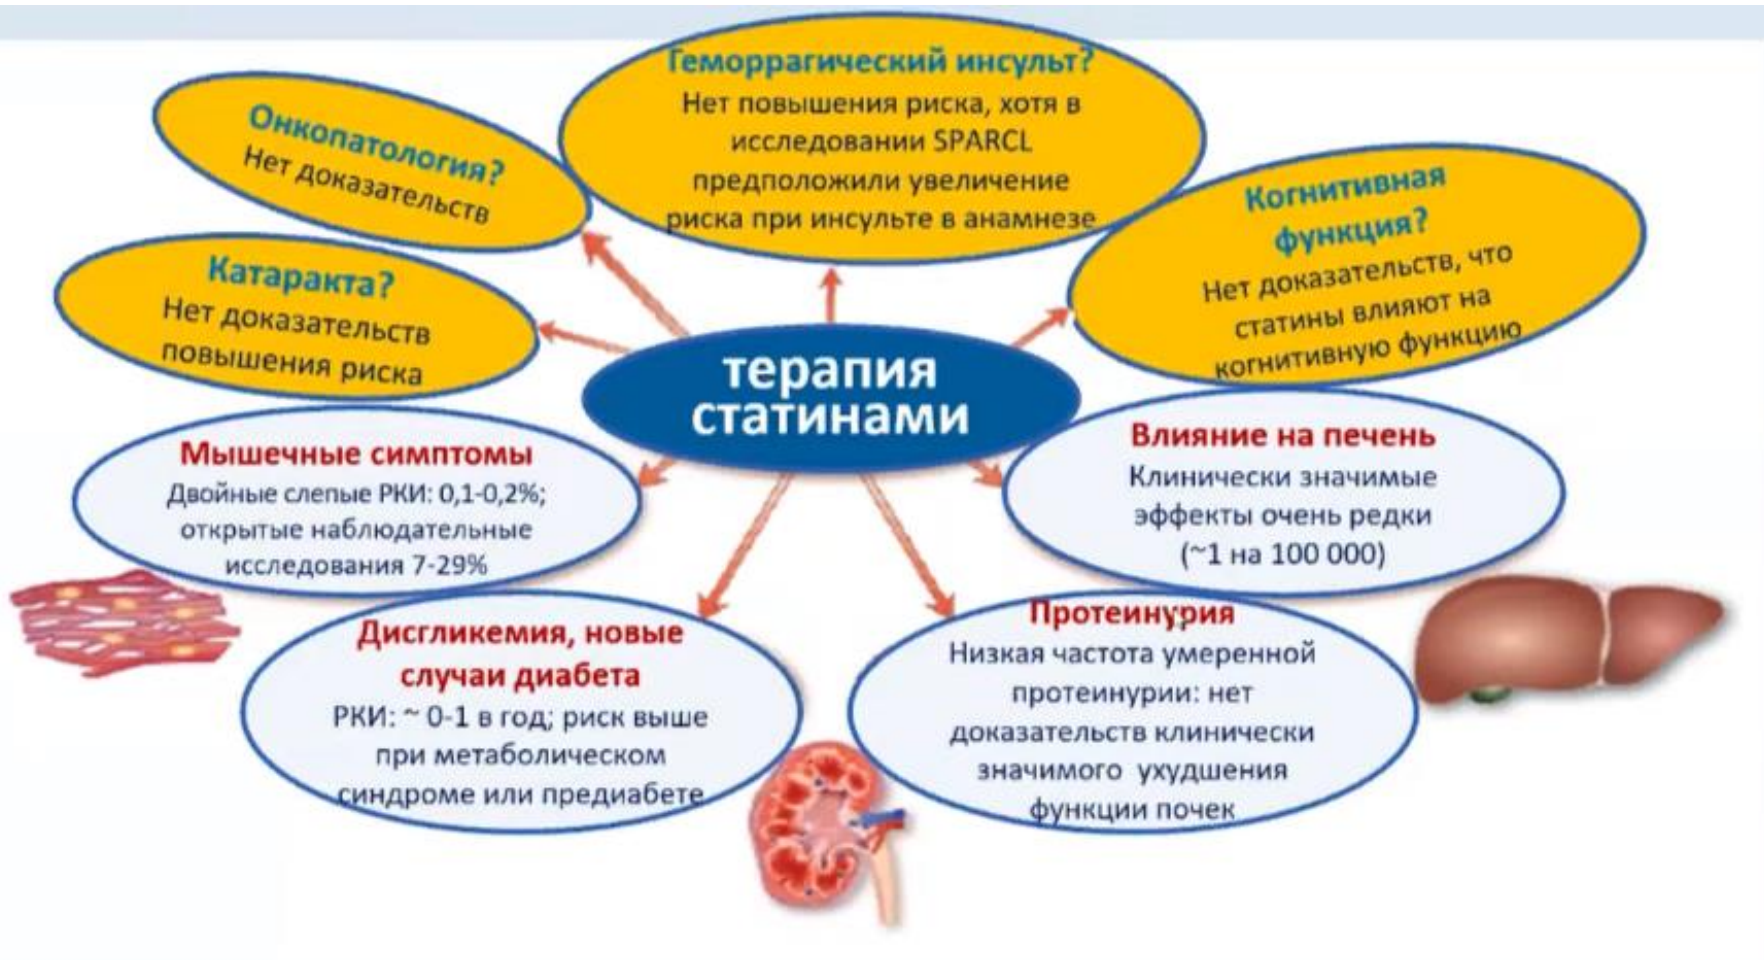 Геморрагический инсульт?
Нет повышения риска, хотя в
исследовании SPARCL
предположили увеличение
риска при инсульте в анамнезе
Онкопатология?
Нет доказательств
Когнитивная
функция?
Нет доказательств, что
статины влияют на
когнитивную функцию
Катаракта?
Нет доказательств
повышения риска
терапия
статинами
Мышечные симптомы
Двойные слепые РКИ: 0,1-0,2%;
открытые наблюдательные
исследования 7-29%
Влияние на печень
Клинически значимые
эффекты очень редки
(~1 на 100 000)
Дисгликемия, новые
случаи диабета
РКИ: ~ 0-1 в год; риск выше
при метаболическом
синдроме или предиабете
Протеинурия
Низкая частота умеренной
протеинурии: нет
доказательств клинически
значимого ухудшения
функции почек